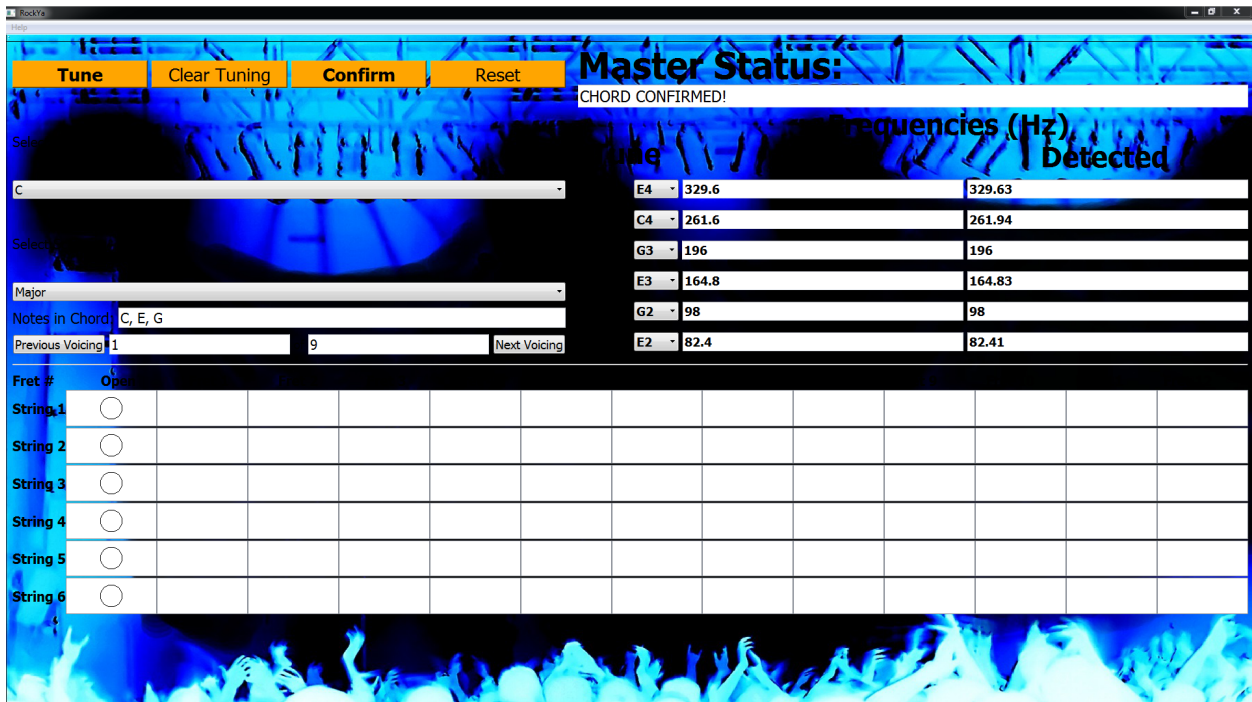 RockYa
Help
Tune Clear Tuning Confirm Reset
Master Status:
CHORD CONFIRMED!
(Hz)
Detected
C
E4 329.6 329.63
C4 261.6 261.94
G3 196 196
Select
E3 164.8 164.83
Major
Notes in Chord: C, E, G
G2 98 98
Previous Voicing 1 9 Next Voicing
E2 82.4 82.41
Fret #
String 1
String 2
String 3
String 4
String 5
String 6